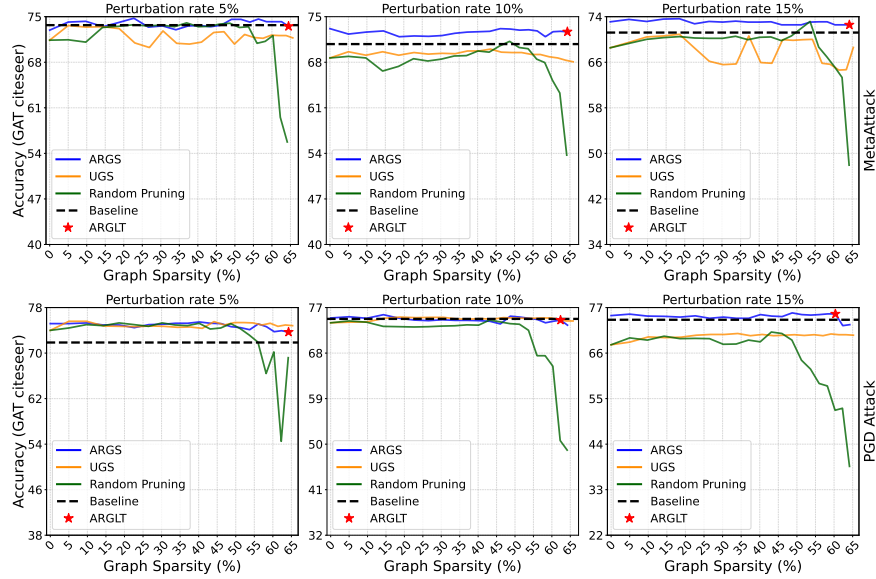 Perturbation rate 5%
Perturbation rate 10%
Perturbation rate 15%
Accuracy (GAT citeseer)
75
68
61
54
47
40
ARGS
UGS
Random Pruning
Baseline
ARGLT
0 5 10 15 20 25 30 35 40 45 50 55 60 65
Graph Sparsity (%)
75
68
61
54
47
40
ARGS
UGS
Random Pruning
Baseline
ARGLT
0 5 10 15 20 25 30 35 40 45 50 55 60 65
Graph Sparsity (%)
74
66
58
50
42
34
ARGS
UGS
Random Pruning
Baseline
ARGLT
0 5 10 15 20 25 30 35 40 45 50 55 60 65
Graph Sparsity (%)
MetaAttack
Perturbation rate 5%
Perturbation rate 10%
Perturbation rate 15%
Accuracy (GAT citeseer)
78
70
62
54
46
38
ARGS
UGS
Random Pruning
Baseline
ARGLT
0 5 10 15 20 25 30 35 40 45 50 55 60 65
Graph Sparsity (%)
77
68
59
50
41
32
ARGS
UGS
Random Pruning
Baseline
ARGLT
0 5 10 15 20 25 30 35 40 45 50 55 60 65
Graph Sparsity (%)
77
66
55
44
33
22
ARGS
UGS
Random Pruning
Baseline
ARGLT
0 5 10 15 20 25 30 35 40 45 50 55 60 65
Graph Sparsity (%)
PGD Attack